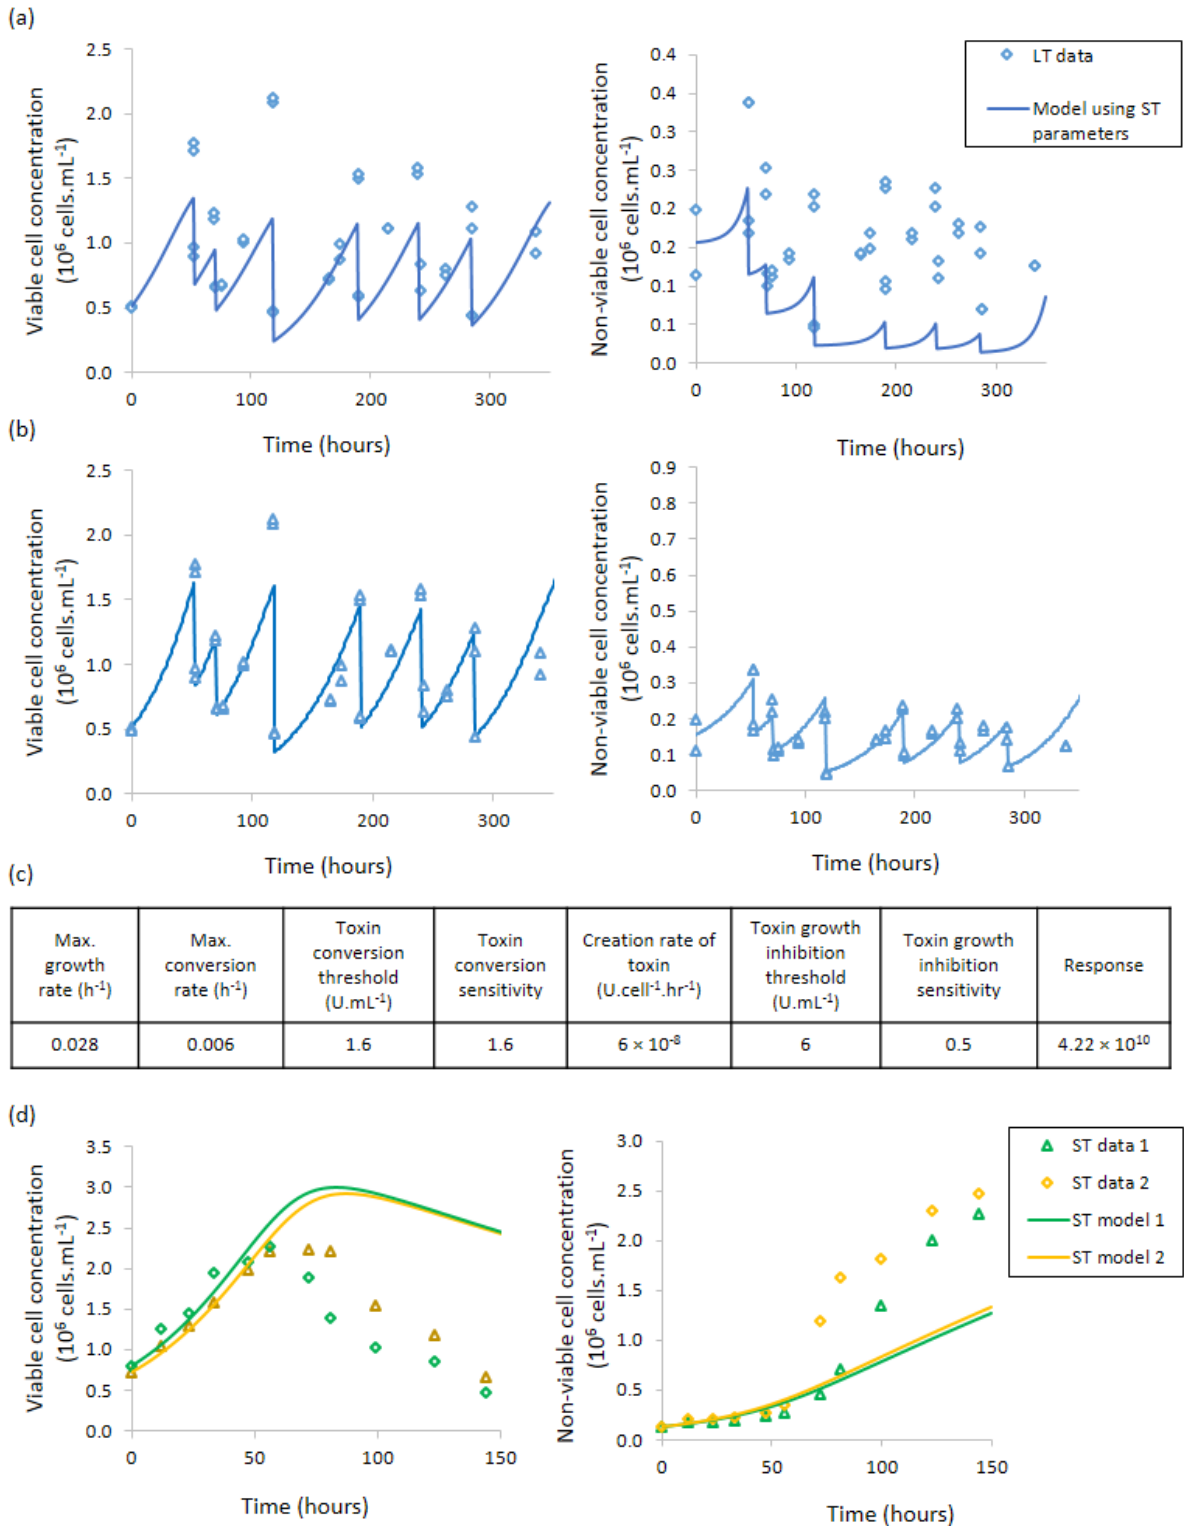 (a)
Viable cell concentration
(10⁶ cells.mL⁻¹)
2.5
2.0
1.5
1.0
0.5
0.0
0
100
200
300
Time (hours)
Non-viable cell concentration
(10⁶ cells.mL⁻¹)
0.4
0.4
0.3
0.3
0.2
0.2
0.1
0.1
0.0
0
100
200
300
Time (hours)
LT data
Model using ST
parameters
(b)
Viable cell concentration
(10⁶ cells.mL⁻¹)
2.5
2.0
1.5
1.0
0.5
0.0
0
100
200
300
Time (hours)
Non-viable cell concentration
(10⁶ cells.mL⁻¹)
0.9
0.8
0.7
0.6
0.5
0.4
0.3
0.2
0.1
0.0
0
100
200
300
Time (hours)
(c)
Max.
growth
rate (h⁻¹)
Max.
conversion
rate (h⁻¹)
Toxin
conversion
threshold
(U.mL⁻¹)
Toxin
conversion
sensitivity
Creation rate of
toxin
(U.cell⁻¹.hr⁻¹)
Toxin growth
inhibition
threshold
(U.mL⁻¹)
Toxin growth
inhibition
sensitivity
Response
0.028
0.006
1.6
1.6
6 × 10⁻⁸
6
0.5
4.22 × 10¹⁰
(d)
Viable cell concentration
(10⁶ cells.mL⁻¹)
3.5
3.0
2.5
2.0
1.5
1.0
0.5
0.0
0
50
100
150
Time (hours)
Non-viable cell concentration
(10⁶ cells.mL⁻¹)
3.0
2.5
2.0
1.5
1.0
0.5
0.0
0
50
100
150
Time (hours)
ST data 1
ST data 2
ST model 1
ST model 2